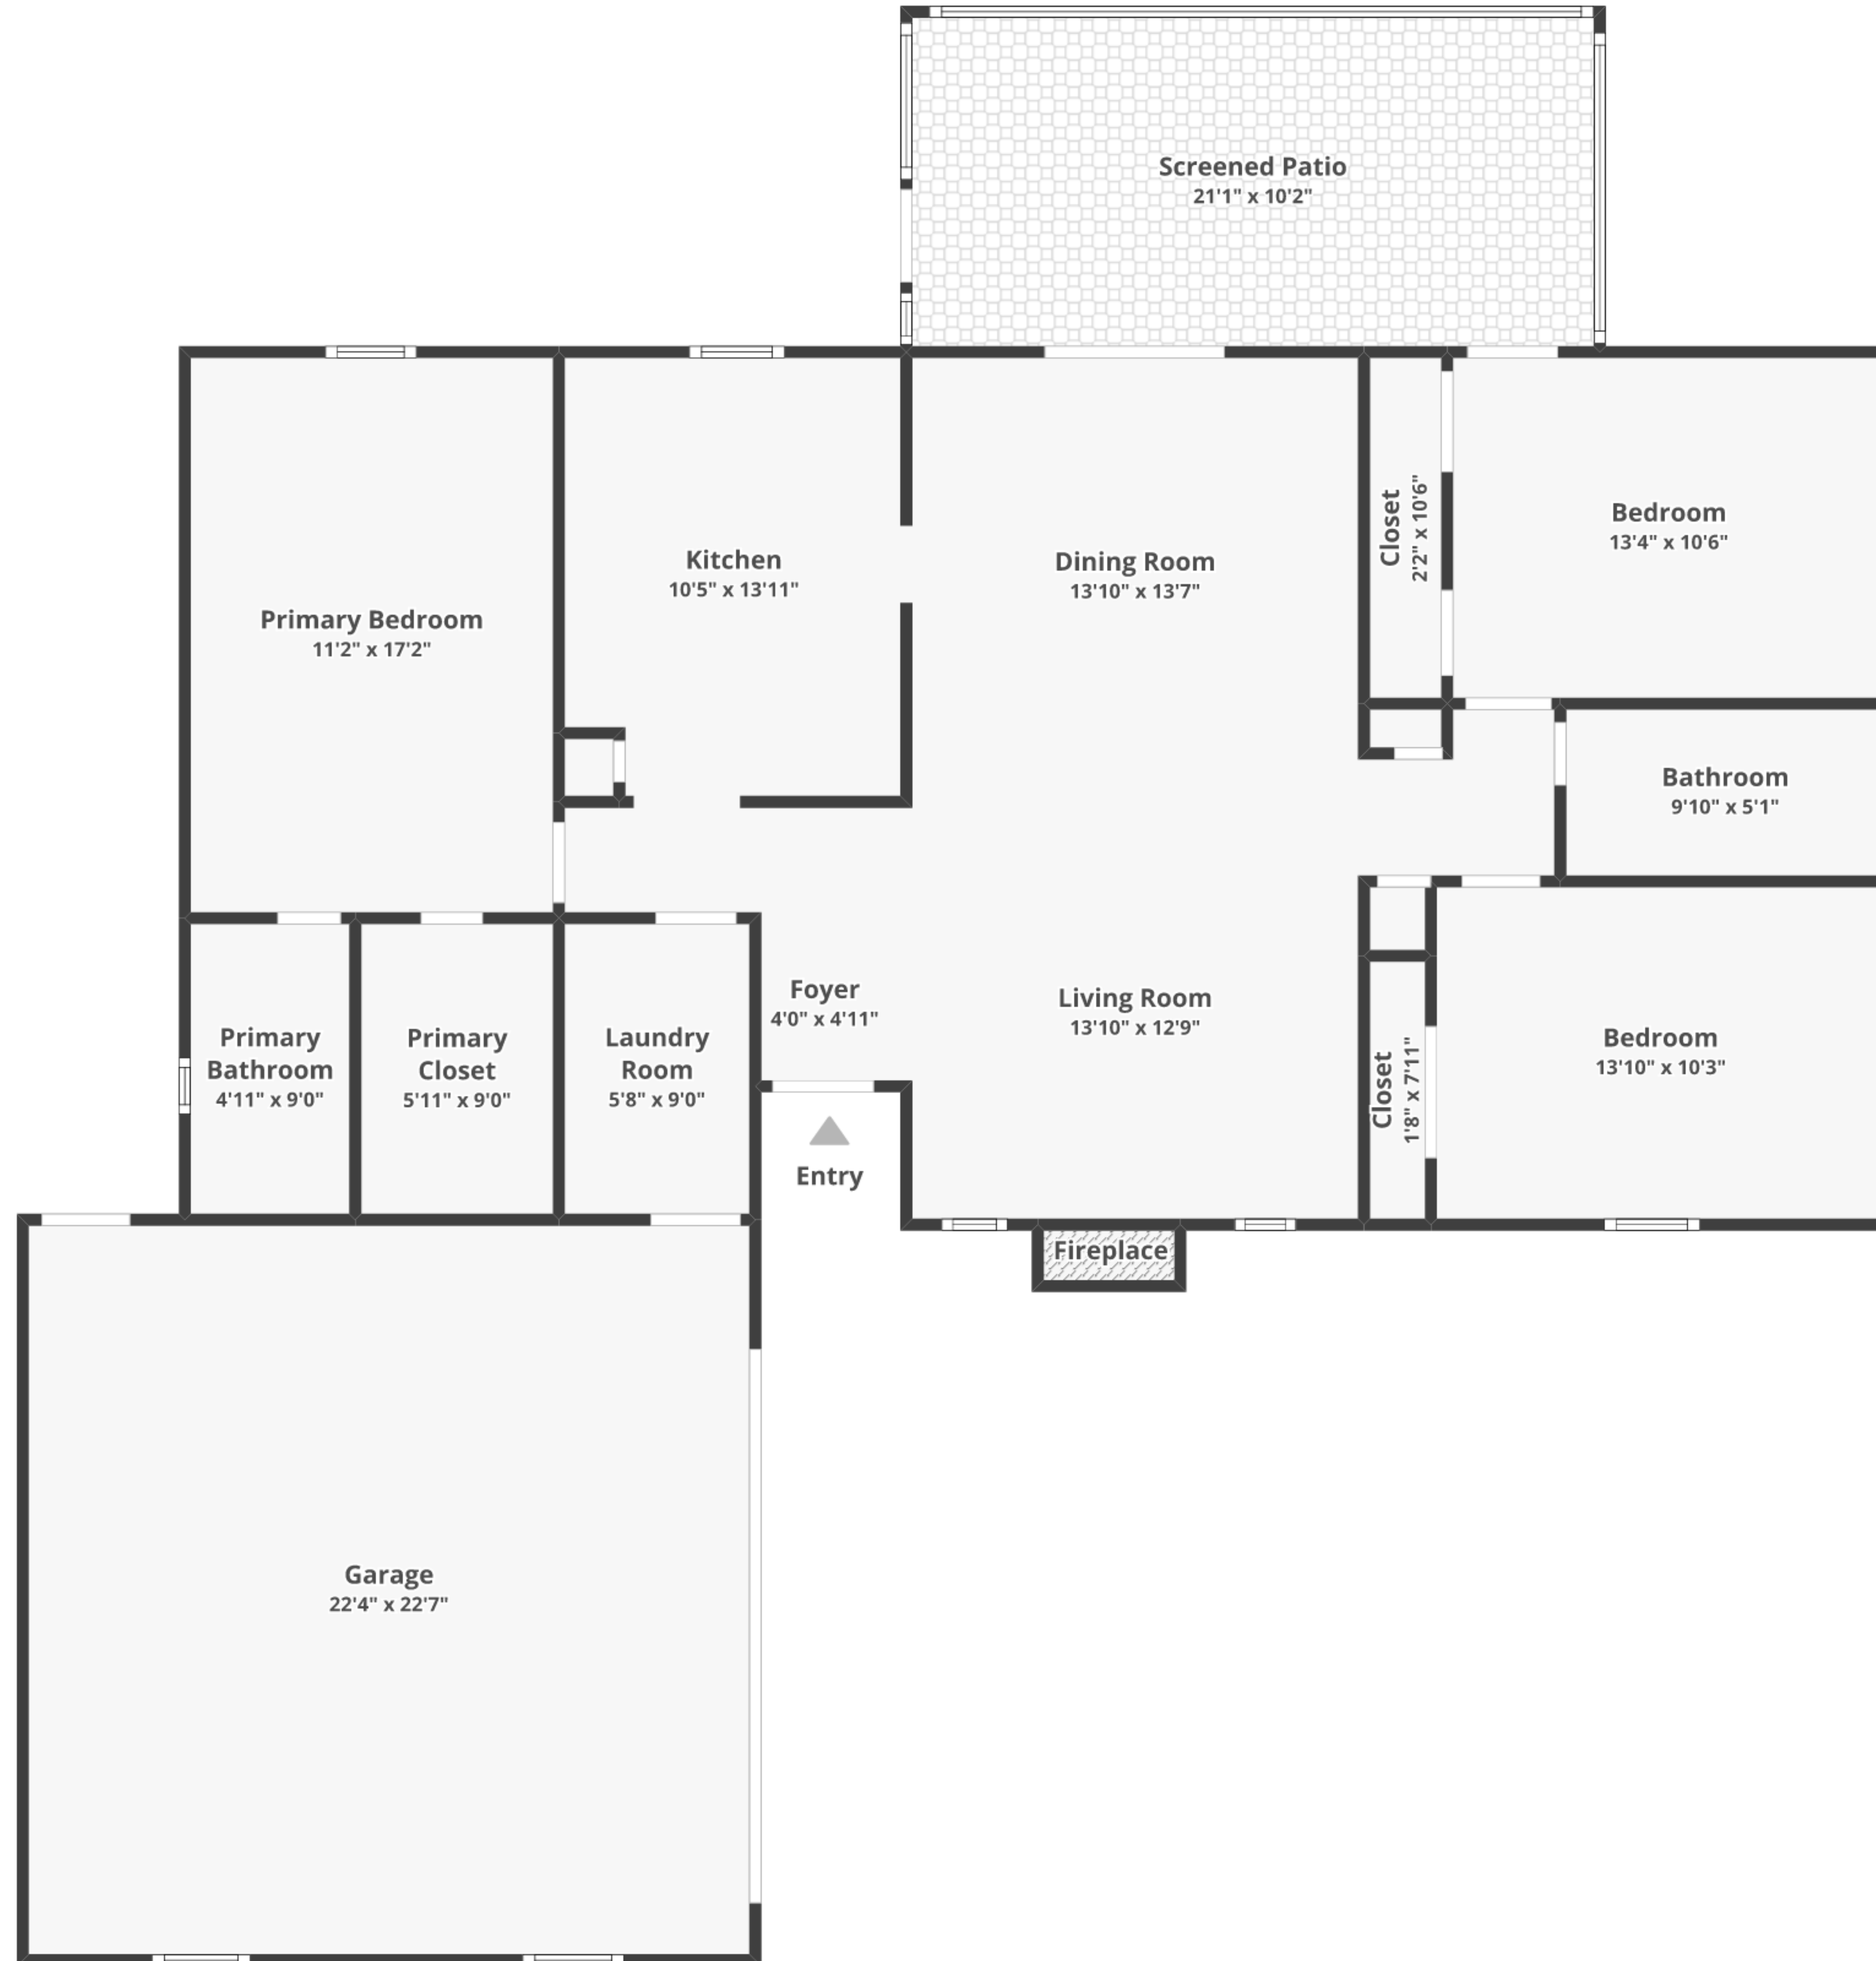 Screened Patio
21'1" x 10'2"
Closet
2'2" x 10'6"
Bedroom
13'4" x 10'6"
Kitchen
10'5" x 13'11"
Dining Room
13'10" x 13'7"
Primary Bedroom
11'2" x 17'2"
Bathroom
9'10" x 5'1"
Foyer
4'0" x 4'11"
Living Room
13'10" x 12'9"
Primary
Bathroom
4'11" x 9'0"
Primary
Closet
5'11" x 9'0"
Laundry
Room
5'8" x 9'0"
Closet
1'8" x 7'11"
Bedroom
13'10" x 10'3"
Entry
Fireplace
Garage
22'4" x 22'7"